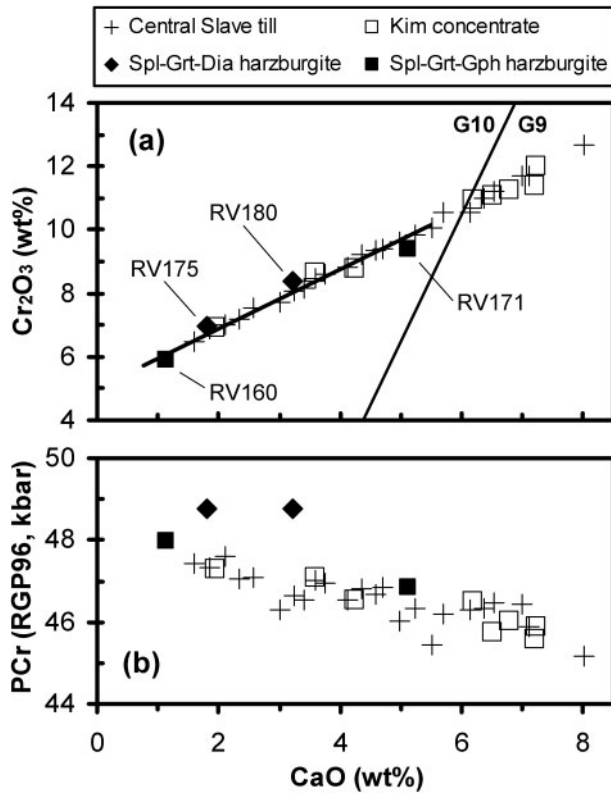 Central Slave till Kim concentrate
Spl-Grt-Dia harzburgite Spl-Grt-Gph harzburgite
14
12
10
8
6
4
Cr₂O₃ (wt%)
(a)
G10 G9
RV180
RV175
RV171
RV160
50
48
46
44
PCr (RGP96, kbar)
(b)
0 2 4 6 8
CaO (wt%)